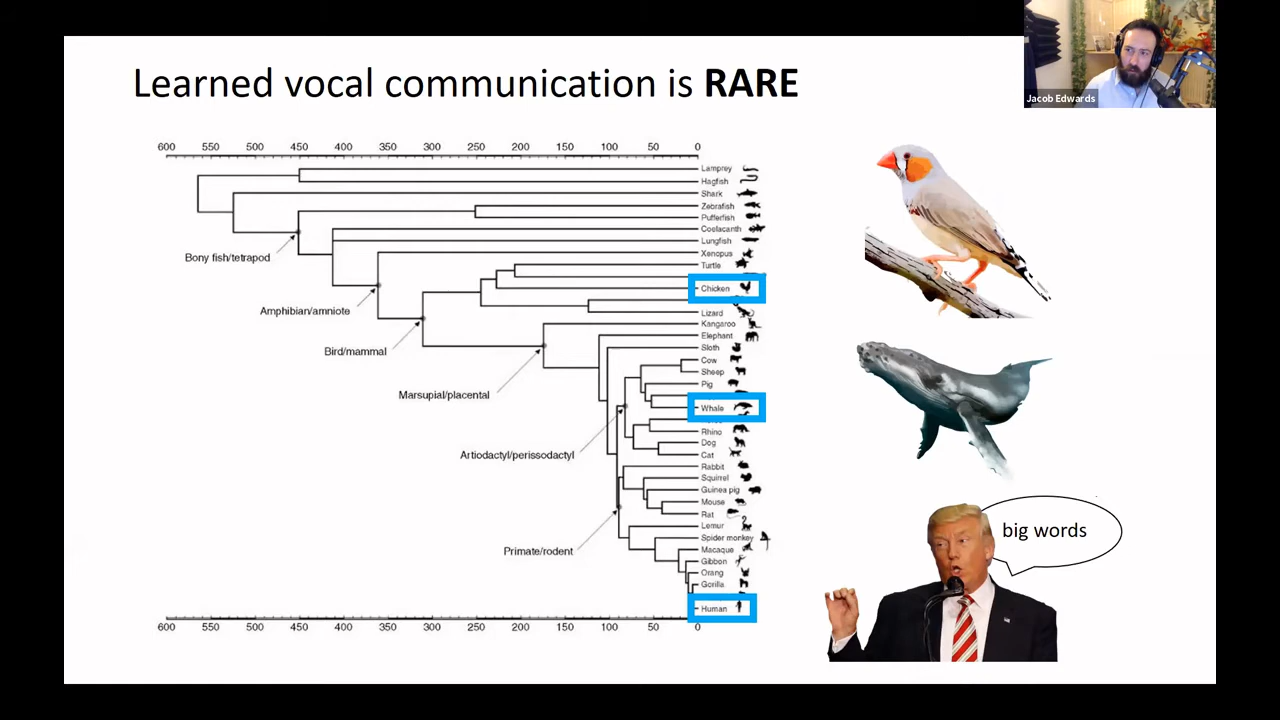 Jacob Edwards
Learned vocal communication is RARE
600 550 500 450 400 350 300 250 200 150 100 50 0
Lamprey
Hagfish
Shark
Zebrafish
Pufferfish
Coelacanth
Lungfish
Bony fish/tetrapod
Xenopus
Turtle
Chicken
Amphibian/amniote
Lizard
Kangaroo
Elephant
Bird/mammal
Sloth
Cow
Sheep
Pig
Marsupial/placental
Whale
Rhino
Dog
Cat
Artiodactyl/perissodactyl
Rabbit
Squirrel
Guinea pig
Mouse
Rat
Lemur
big words
Spider monkey
Macaque
Primate/rodent
Gibbon
Orang
Gorilla
Human
600 550 500 450 400 350 300 250 200 150 100 50 0